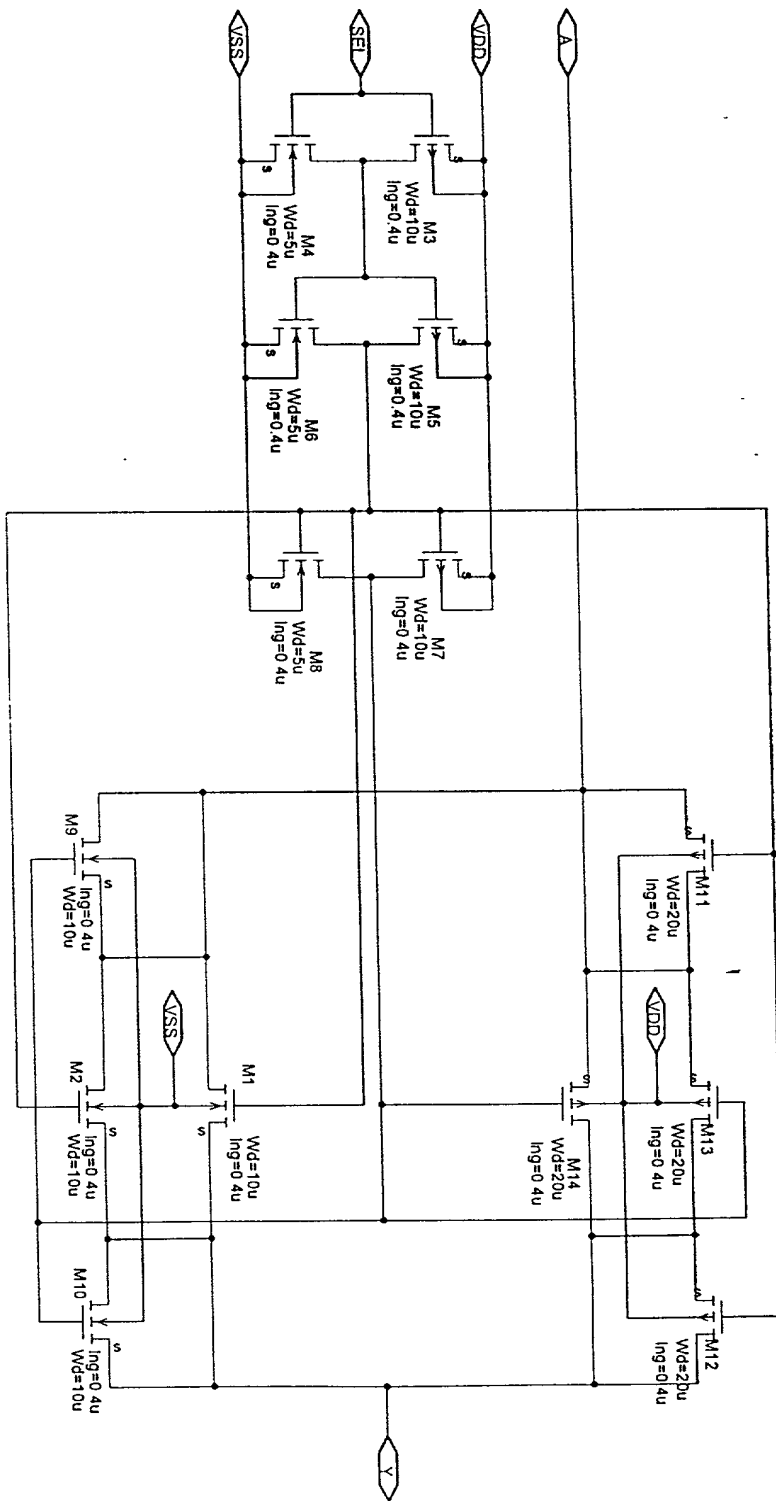 A
VDD
SEL
VSS
M3
Wd=10u
lng=0.4u
M4
Wd=5u
lng=0 4u
s
s
M5
Wd=10u
lng=0.4u
M6
Wd=5u
lng=0.4u
s
s
M7
Wd=10u
lng=0 4u
M8
Wd=5u
lng=0 4u
s
s
M11
Wd=20u
lng=0 4u
s
VDD
M13
Wd=20u
lng=0 4u
s
M14
Wd=20u
lng=0 4u
s
M12
Wd=20u
lng=0 4u
s
M9
lng=0 4u
Wd=10u
s
VSS
M1
Wd=10u
lng=0 4u
s
M2
lng=0 4u
Wd=10u
s
M10
lng=0 4u
Wd=10u
s
Y